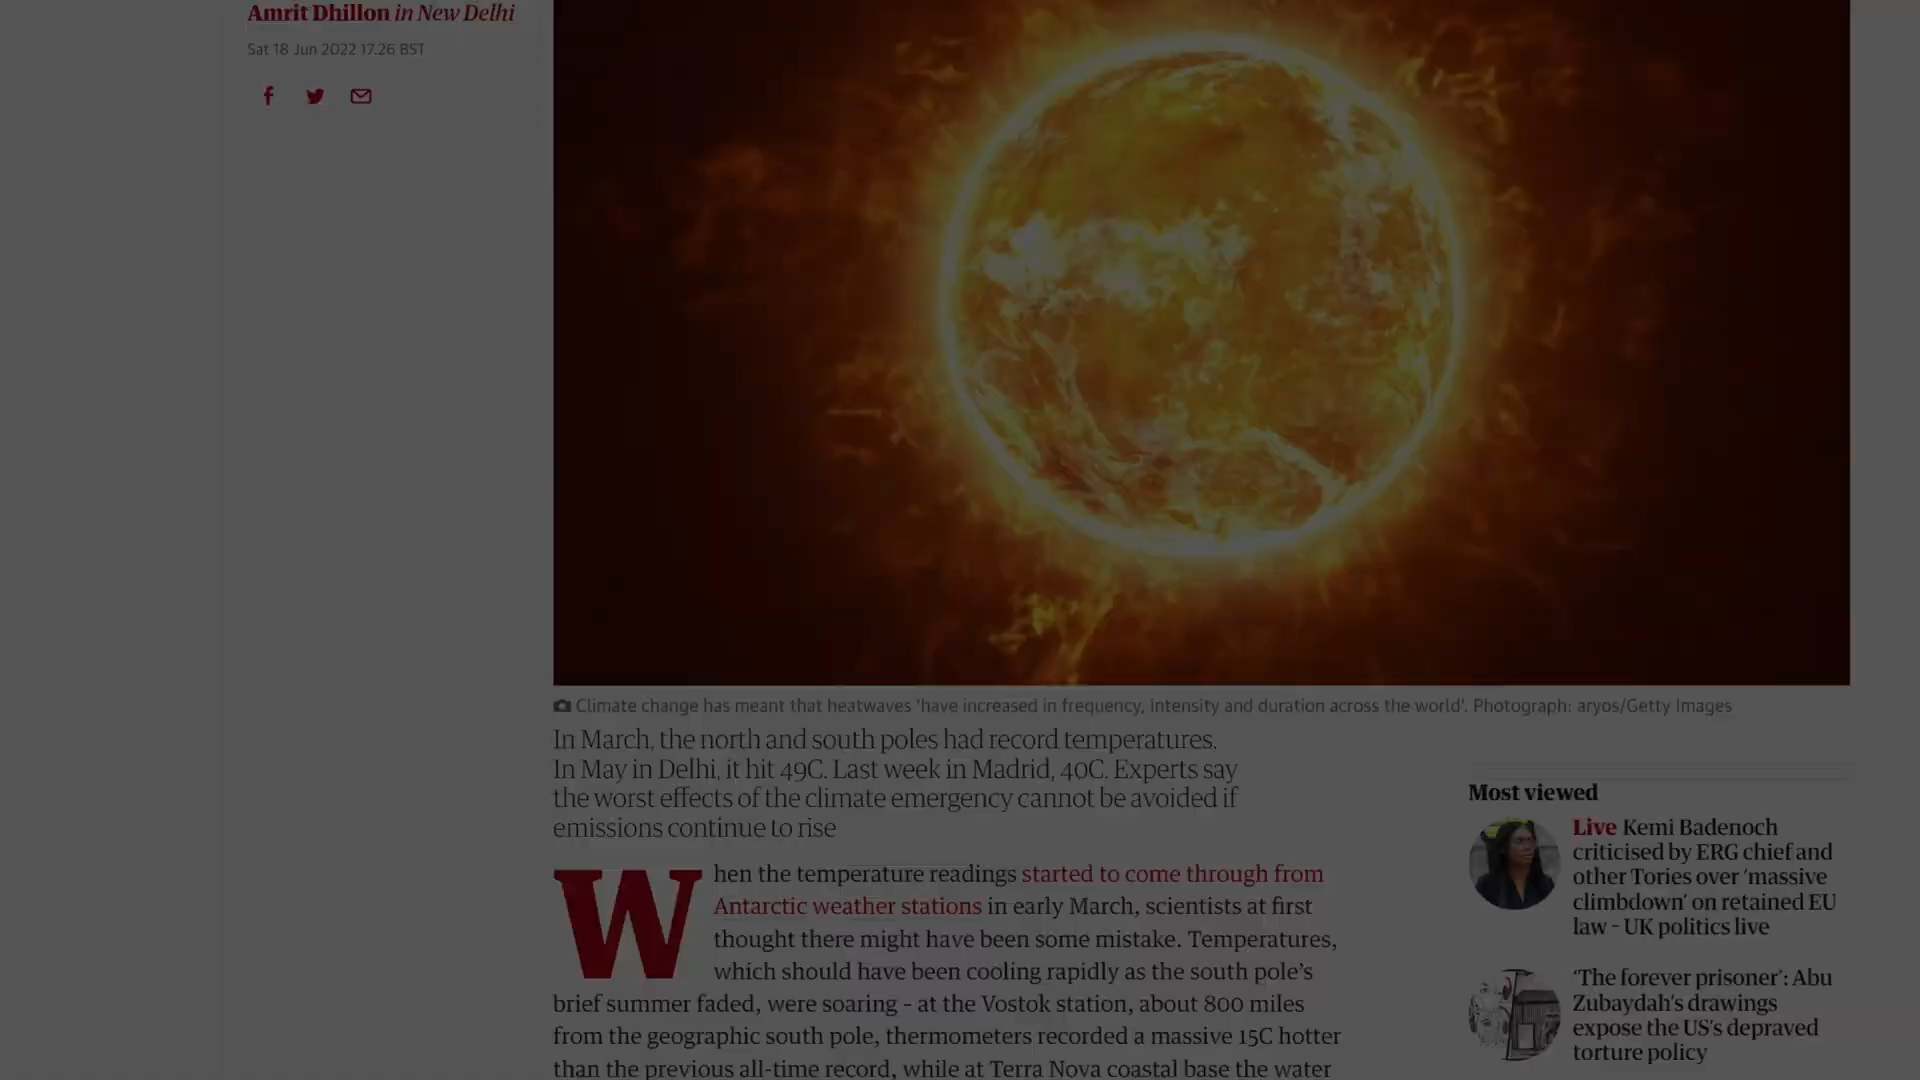 Amrit Dhillon in New Delhi
Sat 18 Jun 2022 17.26 BST
Climate change has meant that heatwaves 'have increased in frequency, intensity and duration across the world'. Photograph: aryos/Getty Images
In March, the north and south poles had record temperatures.
In May in Delhi, it hit 49C. Last week in Madrid, 40C. Experts say
the worst effects of the climate emergency cannot be avoided if
emissions continue to rise
When the temperature readings started to come through from
Antarctic weather stations in early March, scientists at first
thought there might have been some mistake. Temperatures,
which should have been cooling rapidly as the south pole's
brief summer faded, were soaring – at the Vostok station, about 800 miles
from the geographic south pole, thermometers recorded a massive 15C hotter
than the previous all-time record, while at Terra Nova coastal base the water
Most viewed
Live Kemi Badenoch
criticised by ERG chief and
other Tories over 'massive
climbdown' on retained EU
law – UK politics live
'The forever prisoner': Abu
Zubaydah's drawings
expose the US's depraved
torture policy